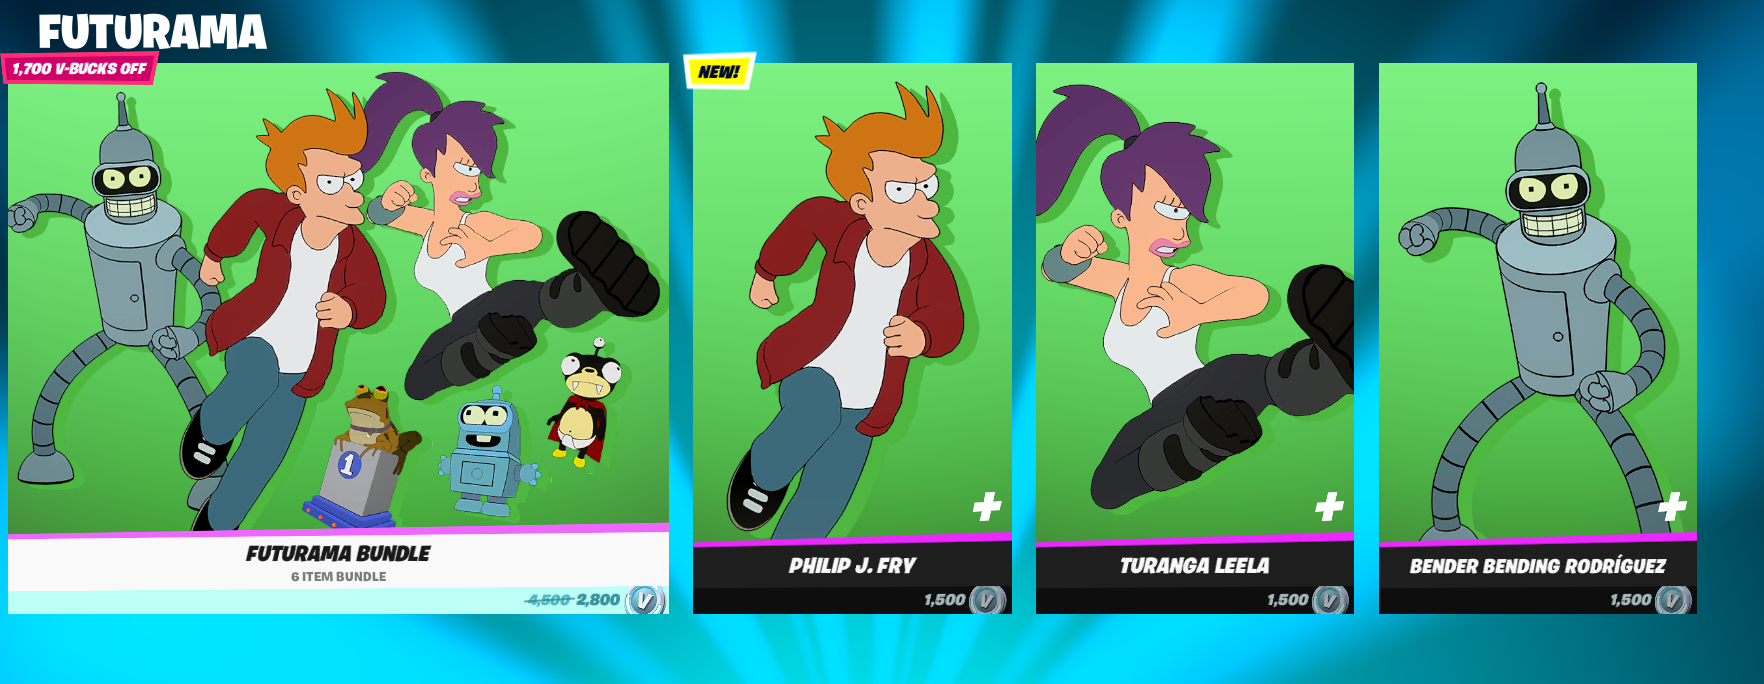 FUTURAMA
1,700 V-BUCKS OFF
NEW!
1
FUTURAMA BUNDLE
6 ITEM BUNDLE
4,500 2,800 V
PHILIP J. FRY
1,500 V
TURANGA LEELA
1,500 V
BENDER BENDING RODRÍGUEZ
1,500 V